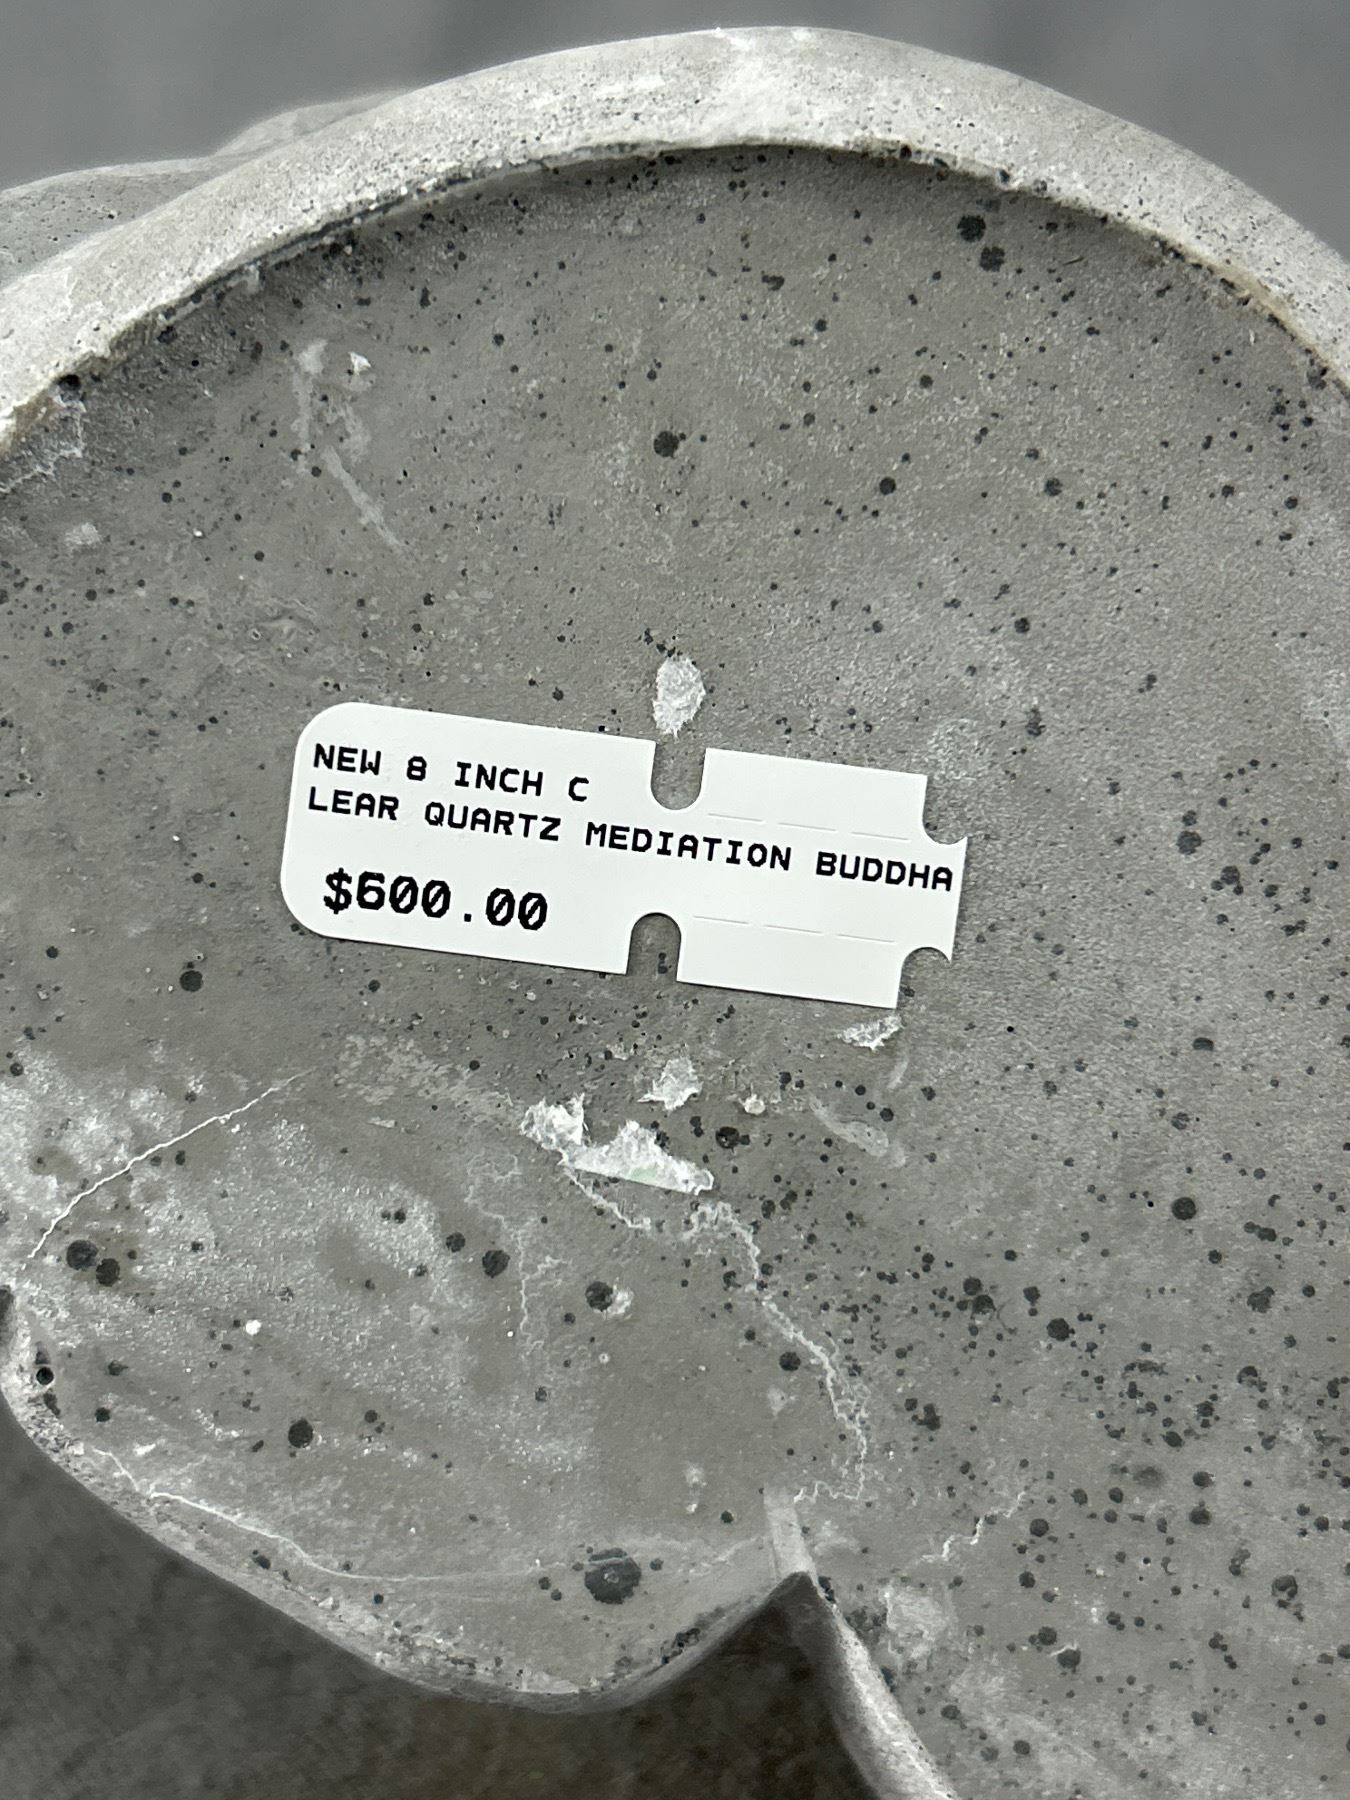 NEW 8 INCH C
LEAR QUARTZ MEDIATION BUDDHA
$600.00